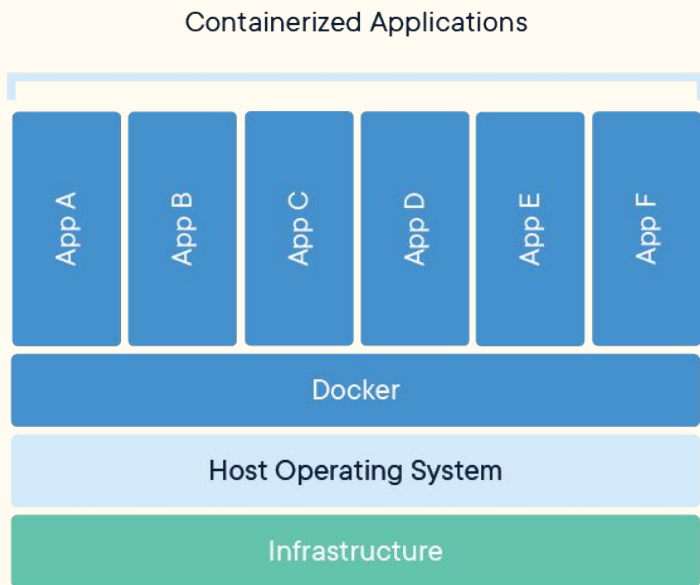 Containerized Applications
App A
App B
App C
App D
App E
App F
Docker
Host Operating System
Infrastructure